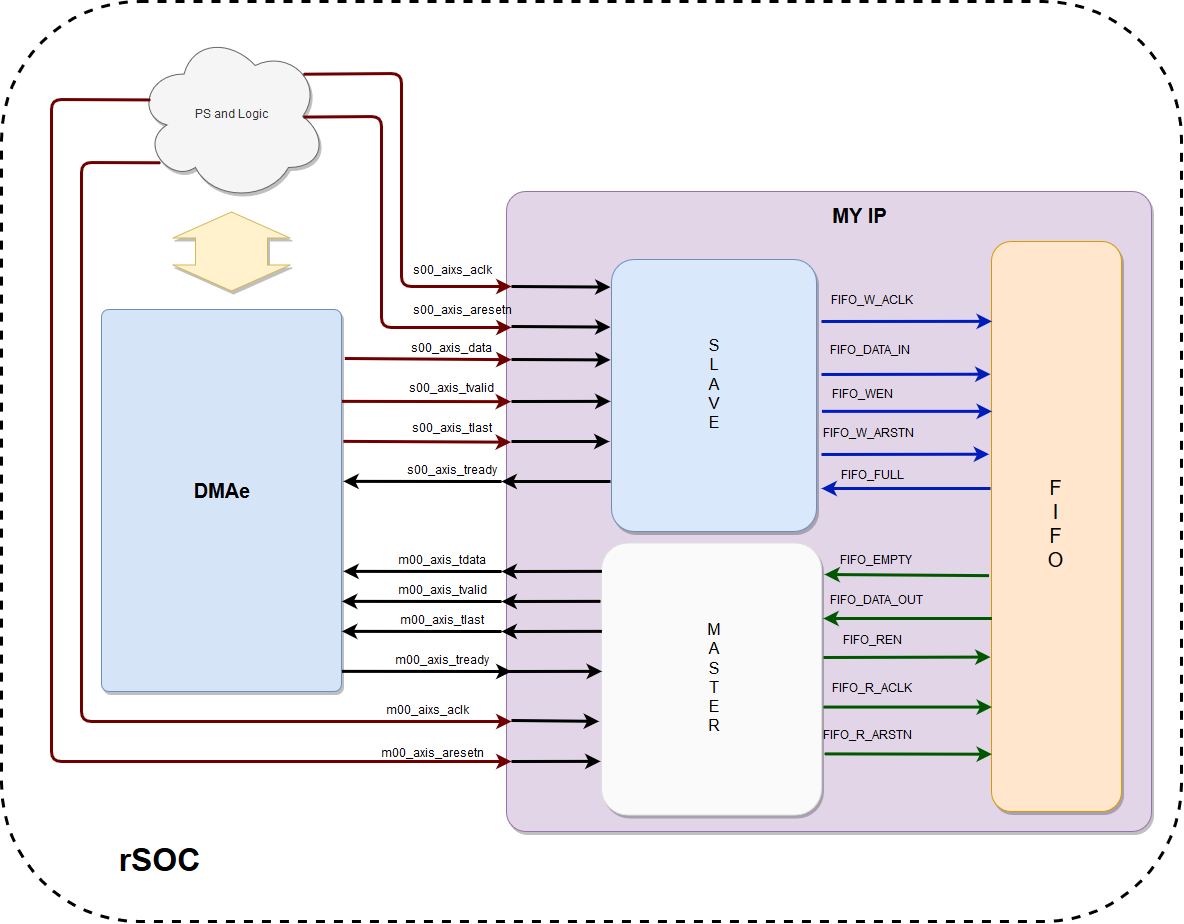 PS and Logic
MY IP
s00_aixs_aclk
s00_axis_aresetn
s00_axis_data
s00_axis_tvalid
s00_axis_tlast
s00_axis_tready
DMAe
m00_axis_tdata
m00_axis_tvalid
m00_axis_tlast
m00_axis_tready
m00_aixs_aclk
m00_axis_aresetn
S
L
A
V
E
M
A
S
T
E
R
FIFO_W_ACLK
FIFO_DATA_IN
FIFO_WEN
FIFO_W_ARSTN
FIFO_FULL
FIFO_EMPTY
FIFO_DATA_OUT
FIFO_REN
FIFO_R_ACLK
FIFO_R_ARSTN
F
I
F
O
rSOC